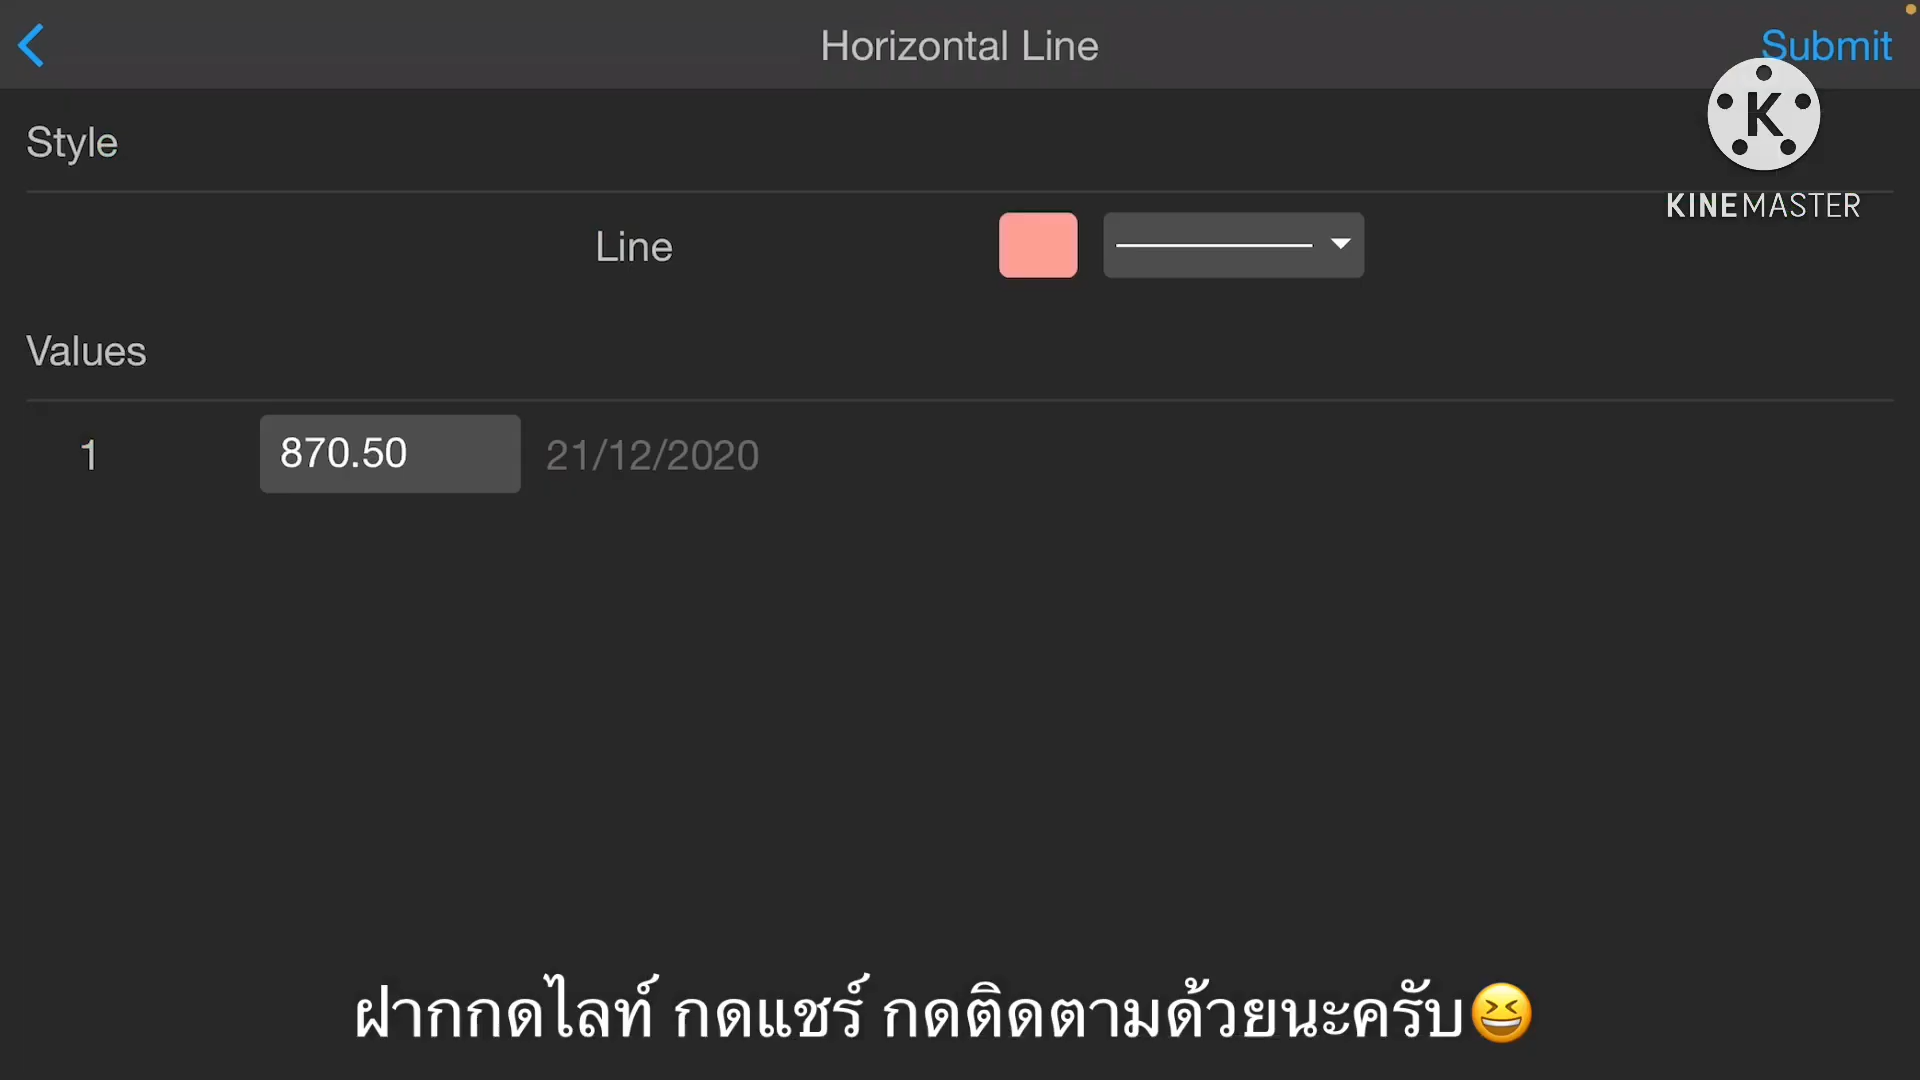 Horizontal Line
Submit
K
KINEMASTER
Style
Line
Values
1 870.50 21/12/2020
ฝากกดไลท์ กดแชร์ กดติดตามด้วยนะครับ😆